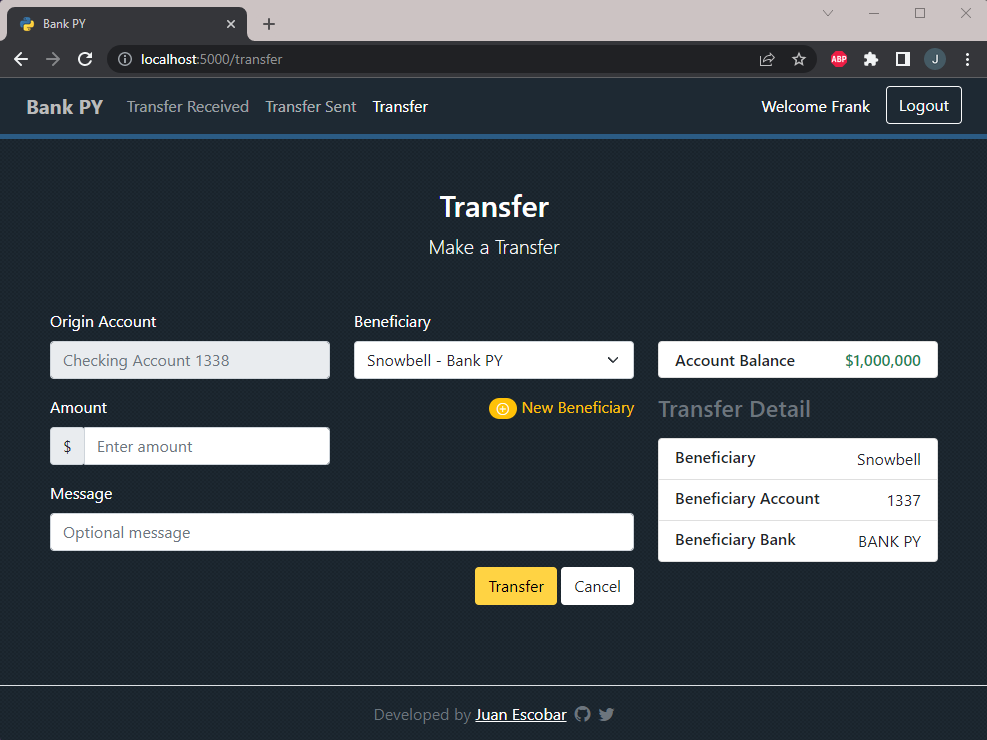 Bank PY
localhost:5000/transfer
ABP
J
Bank PY Transfer Received Transfer Sent Transfer Welcome Frank Logout
Transfer
Make a Transfer
Origin Account
Checking Account 1338
Beneficiary
Snowbell - Bank PY
New Beneficiary
Amount
$ Enter amount
Message
Optional message
Transfer Cancel
Account Balance $1,000,000
Transfer Detail
Beneficiary Snowbell
Beneficiary Account 1337
Beneficiary Bank BANK PY
Developed by Juan Escobar